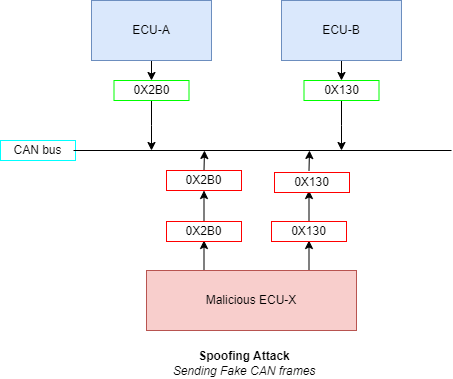 ECU-A
ECU-B
0X2B0
0X130
CAN bus
0X2B0
0X130
0X2B0
0X130
Malicious ECU-X
Spoofing Attack
Sending Fake CAN frames